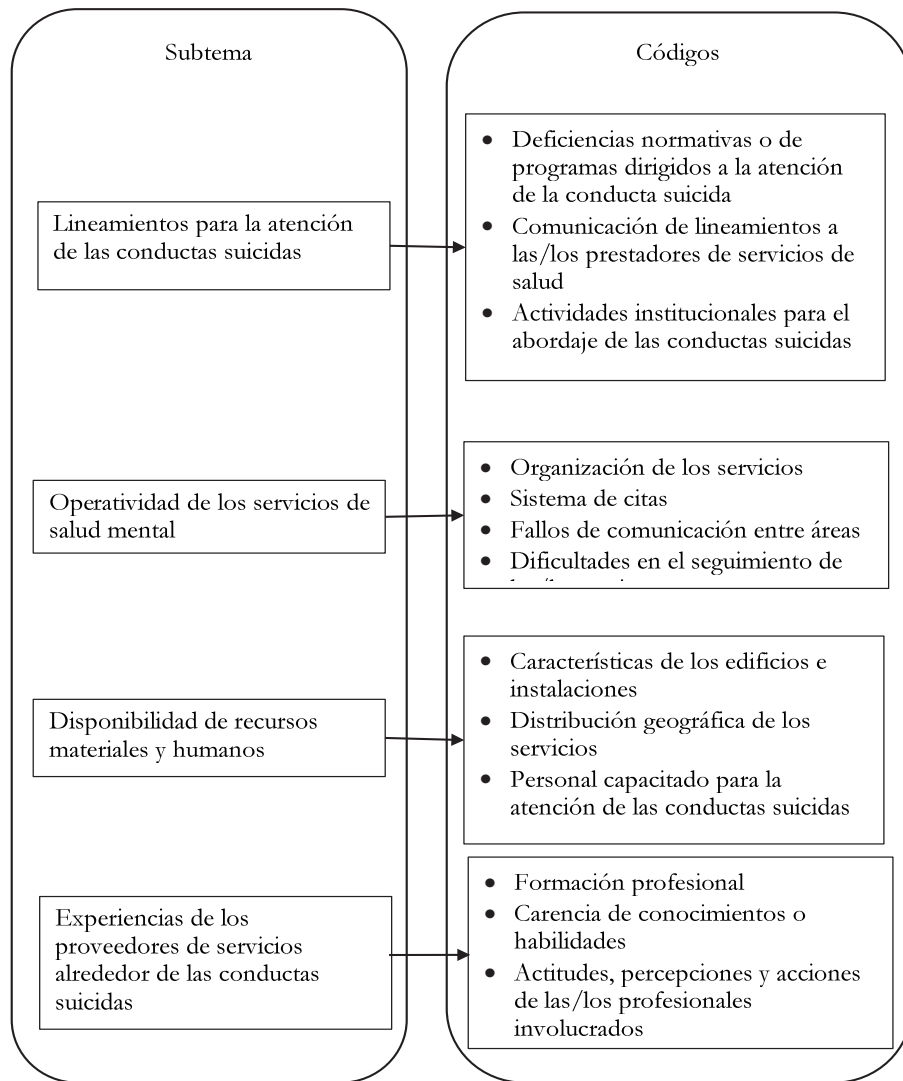 Subtema
Lineamientos para la atención
de las conductas suicidas
Operatividad de los servicios de
salud mental
Disponibilidad de recursos
materiales y humanos
Experiencias de los
proveedores de servicios
alrededor de las conductas
suicidas
Códigos
• Deficiencias normativas o de
programas dirigidos a la atención
de la conducta suicida
• Comunicación de lineamientos a
las/los prestadores de servicios de
salud
• Actividades institucionales para el
abordaje de las conductas suicidas
• Organización de los servicios
• Sistema de citas
• Fallos de comunicación entre áreas
• Dificultades en el seguimiento de
• Características de los edificios e
instalaciones
• Distribución geográfica de los
servicios
• Personal capacitado para la
atención de las conductas suicidas
• Formación profesional
• Carencia de conocimientos o
habilidades
• Actitudes, percepciones y acciones
de las/los profesionales
involucrados